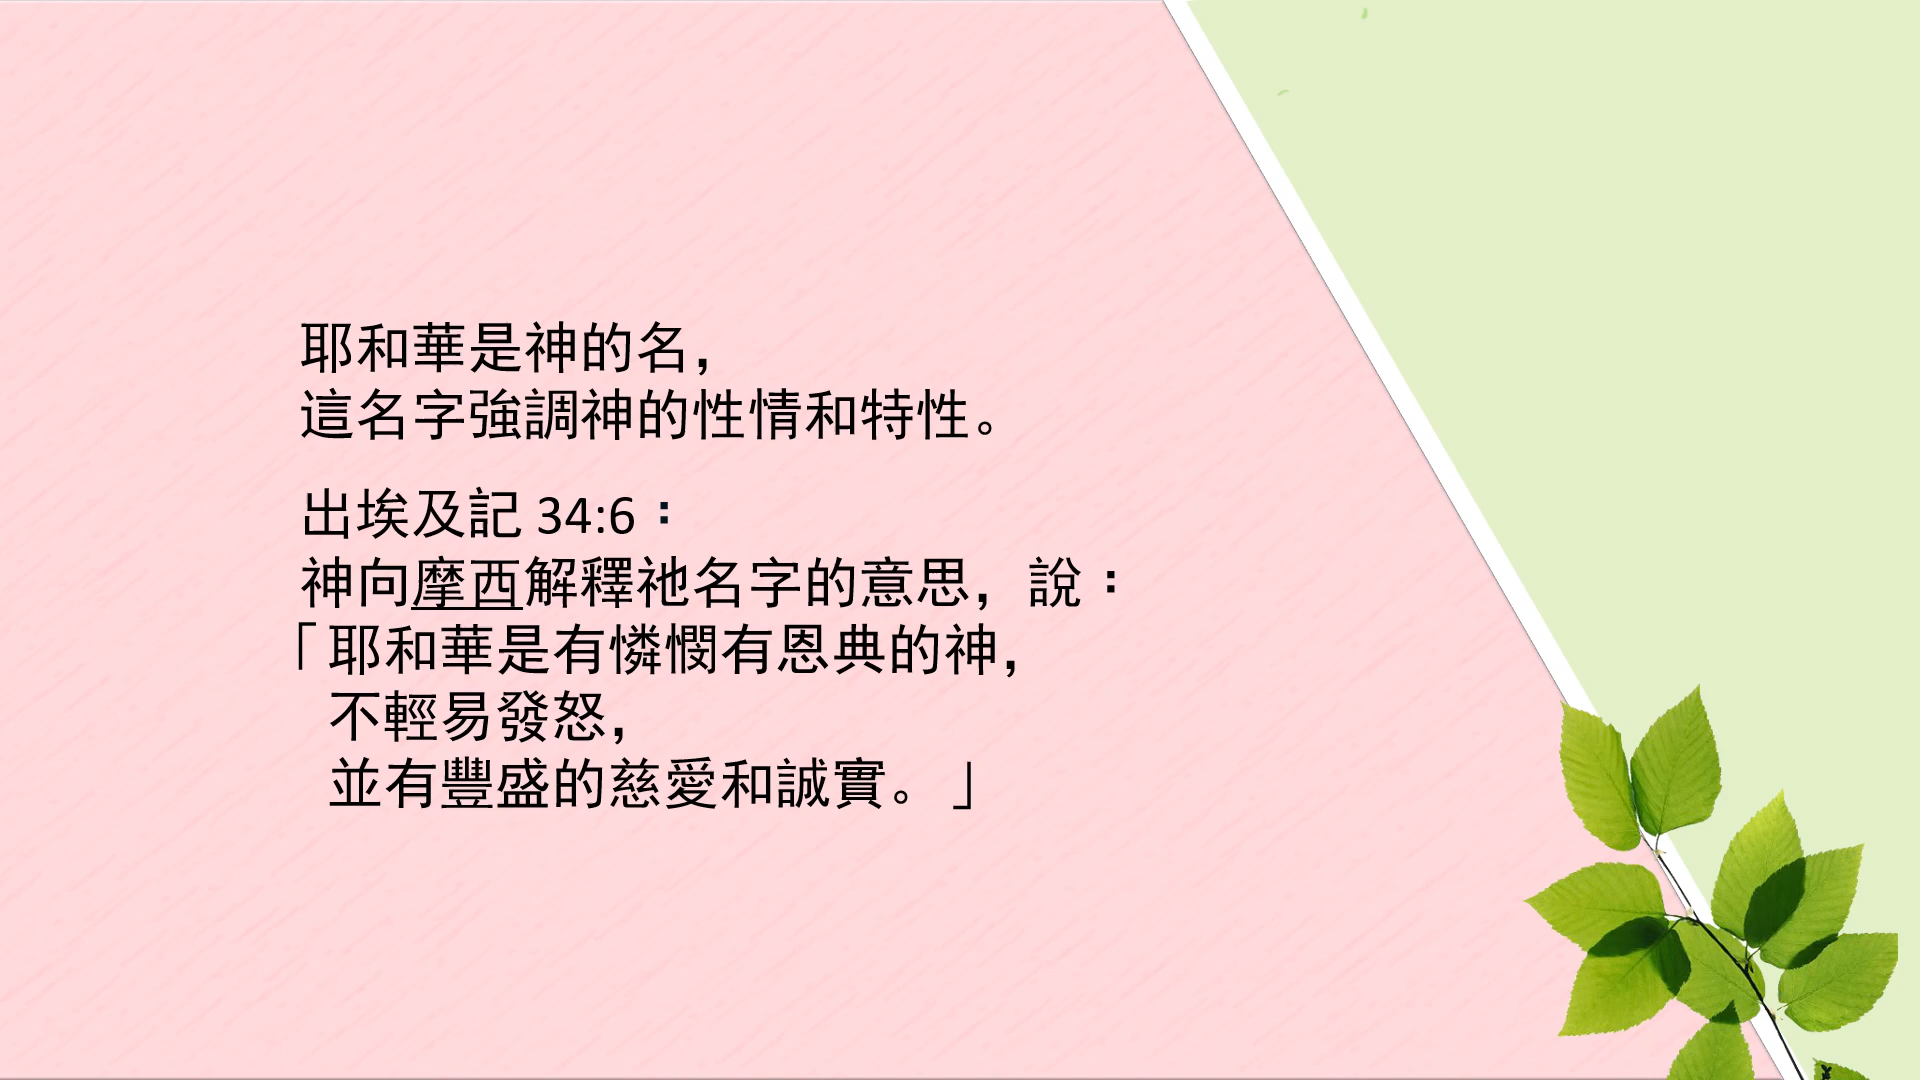 耶和華是神的名，
這名字強調神的性情和特性。
出埃及記 34:6：
神向摩西解釋祂名字的意思，說：
「耶和華是有憐憫有恩典的神，
不輕易發怒，
並有豐盛的慈愛和誠實。」